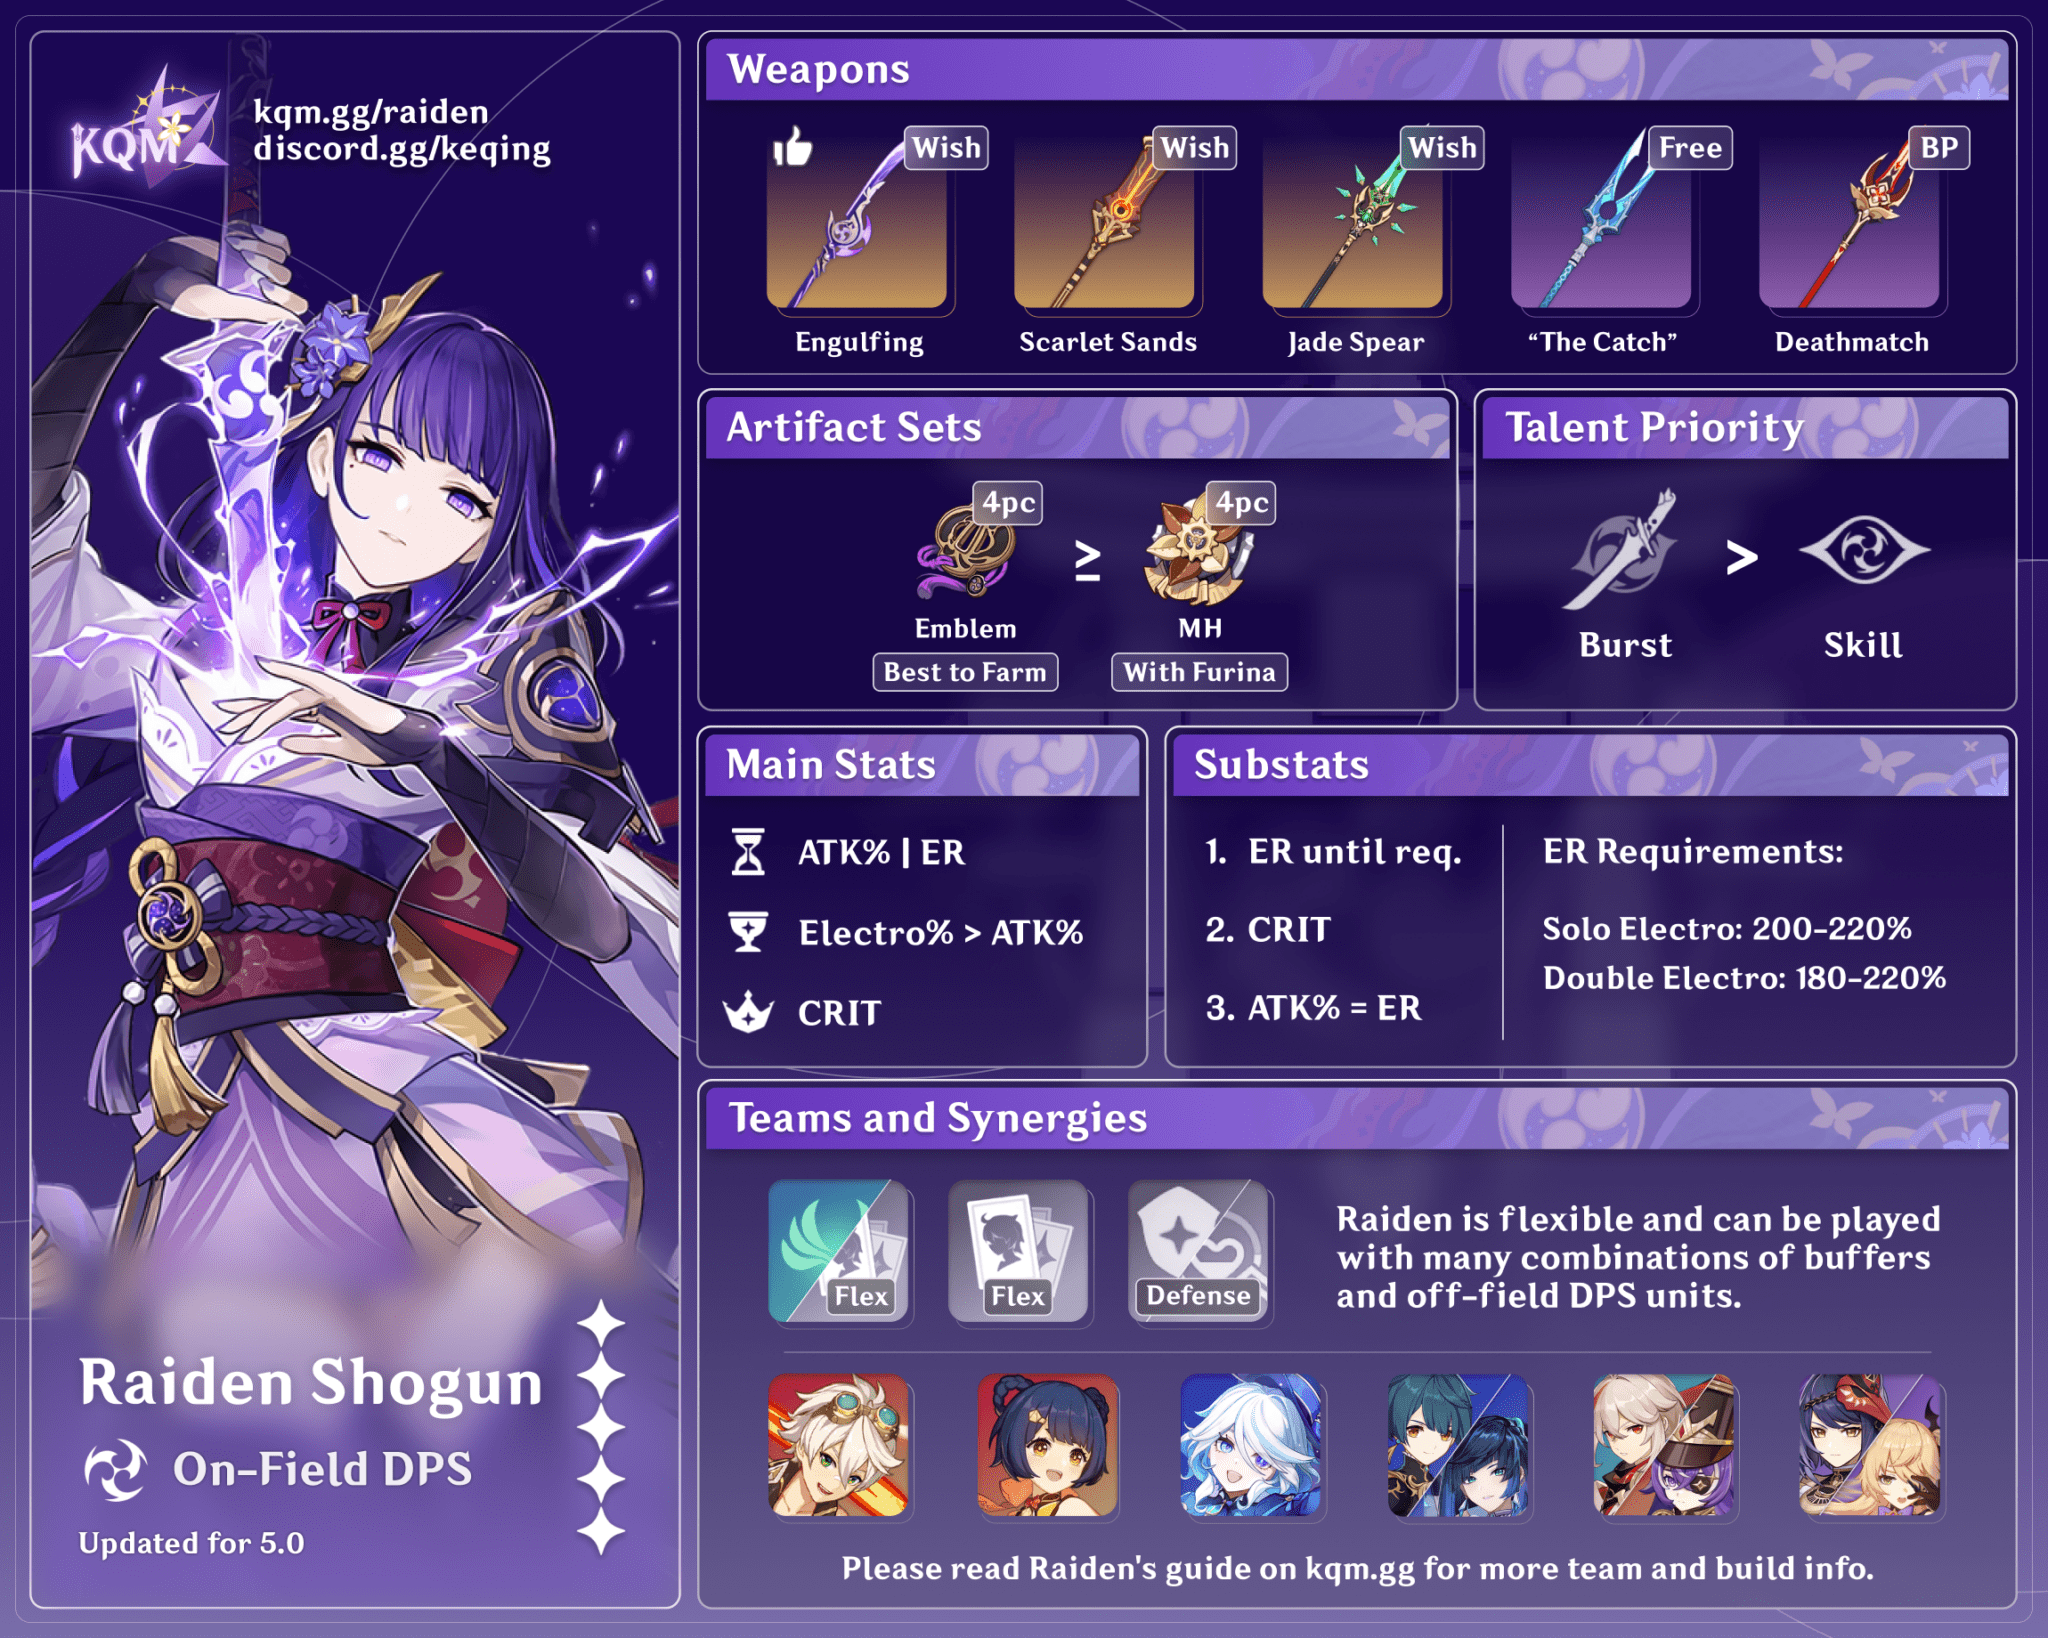 KQM
kqm.gg/raiden
discord.gg/keqing
Raiden Shogun
On-Field DPS
Updated for 5.0
Weapons
Wish
Wish
Wish
Free
BP
Engulfing
Scarlet Sands
Jade Spear
“The Catch”
Deathmatch
Artifact Sets
4pc
≥
4pc
Emblem
MH
Best to Farm
With Furina
Talent Priority
>
Burst
Skill
Main Stats
ATK% | ER
Electro% > ATK%
CRIT
Substats
1. ER until req.
2. CRIT
3. ATK% = ER
ER Requirements:
Solo Electro: 200-220%
Double Electro: 180-220%
Teams and Synergies
Flex
Flex
Defense
Raiden is flexible and can be played
with many combinations of buffers
and off-field DPS units.
Please read Raiden's guide on kqm.gg for more team and build info.